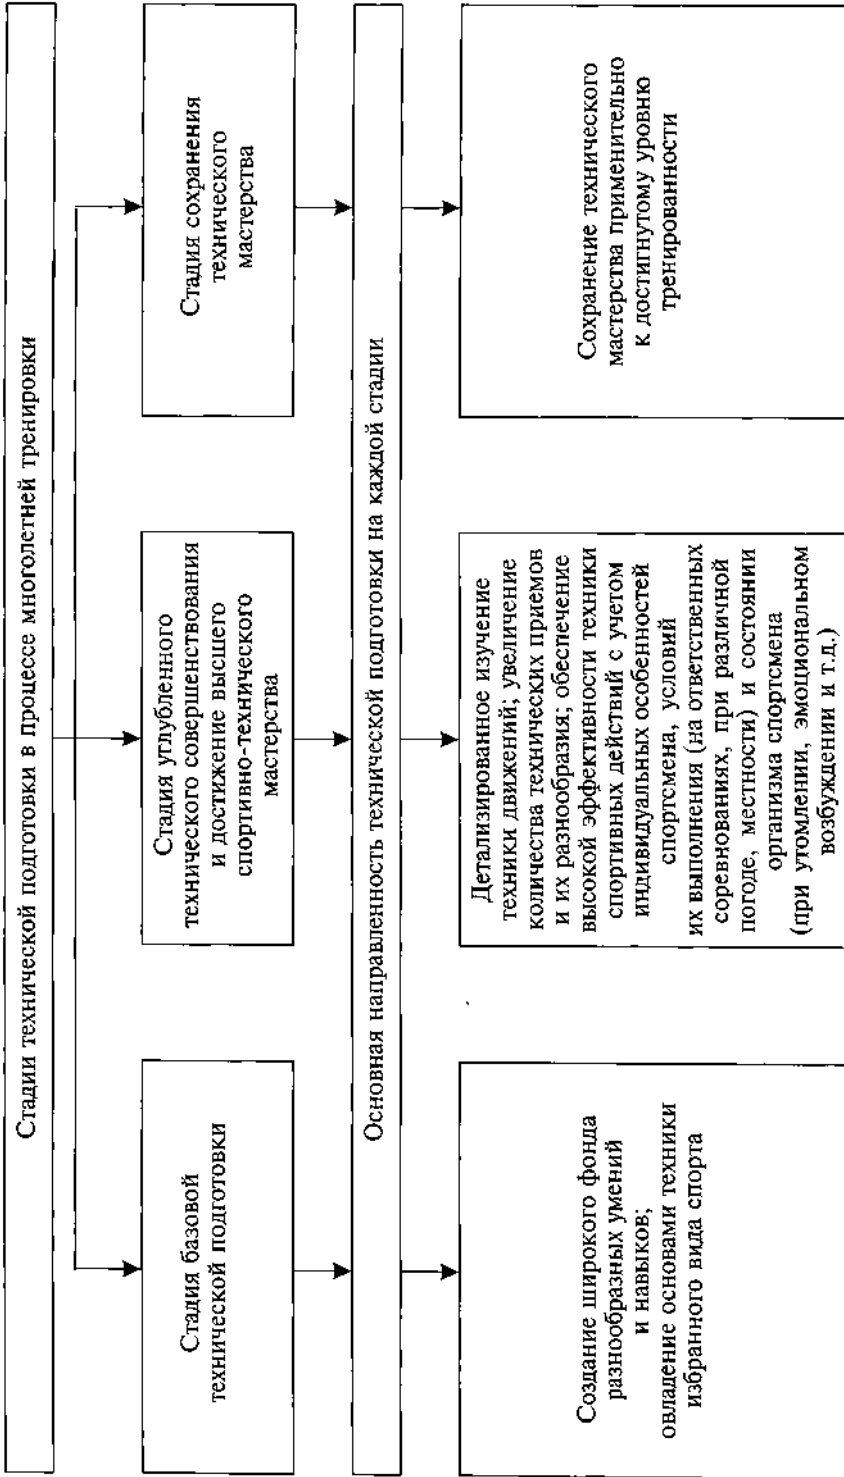 Стадии технической подготовки в процессе многолетней тренировки
Стадия базовой
технической подготовки
Стадия углубленного
технического совершенствования
и достижение высшего
спортивно-технического
мастерства
Стадия сохранения
технического
мастерства
Основная направленность технической подготовки на каждой стадии
Создание широкого фонда
разнообразных умений
и навыков;
овладение основами техники
избранного вида спорта
Детализированное изучение
техники движений; увеличение
количества технических приемов
и их разнообразия; обеспечение
высокой эффективности техники
спортивных действий с учетом
индивидуальных особенностей
спортсмена, условий
их выполнения (на ответственных
соревнованиях, при различной
погоде, местности) и состоянии
организма спортсмена
(при утомлении, эмоциональном
возбуждении и т.д.)
Сохранение технического
мастерства применительно
к достигнутому уровню
тренированности